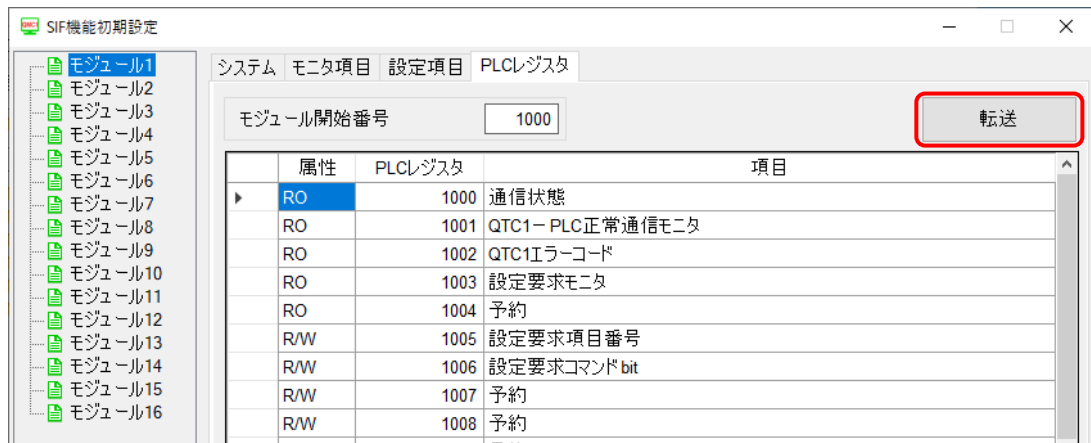 QMC1 SIF機能初期設定
モジュール1
モジュール2
モジュール3
モジュール4
モジュール5
モジュール6
モジュール7
モジュール8
モジュール9
モジュール10
モジュール11
モジュール12
モジュール13
モジュール14
モジュール15
モジュール16
システム モニタ項目 設定項目 PLCレジスタ
モジュール開始番号 1000 転送
属性 PLCレジスタ 項目
RO 1000 通信状態
RO 1001 QTC1－PLC正常通信モニタ
RO 1002 QTC1エラーコード
RO 1003 設定要求モニタ
RO 1004 予約
R/W 1005 設定要求項目番号
R/W 1006 設定要求コマンドbit
R/W 1007 予約
R/W 1008 予約